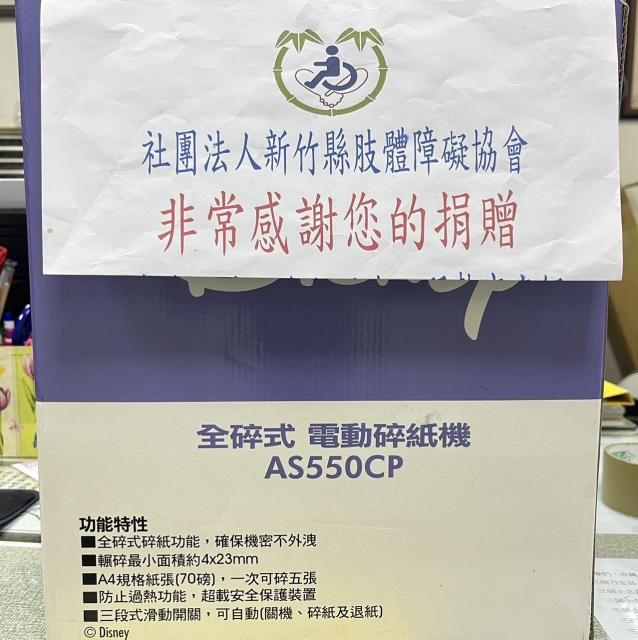 社團法人新竹縣肢體障礙協會
非常感謝您的捐贈
全碎式 電動碎紙機
AS550CP
功能特性
■全碎式碎紙功能，確保機密不外洩
■輾碎最小面積約4x23mm
■A4規格紙張(70磅)，一次可碎五張
■防止過熱功能，超載安全保護裝置
■三段式滑動開關，可自動(關機、碎紙及退紙)
© Disney